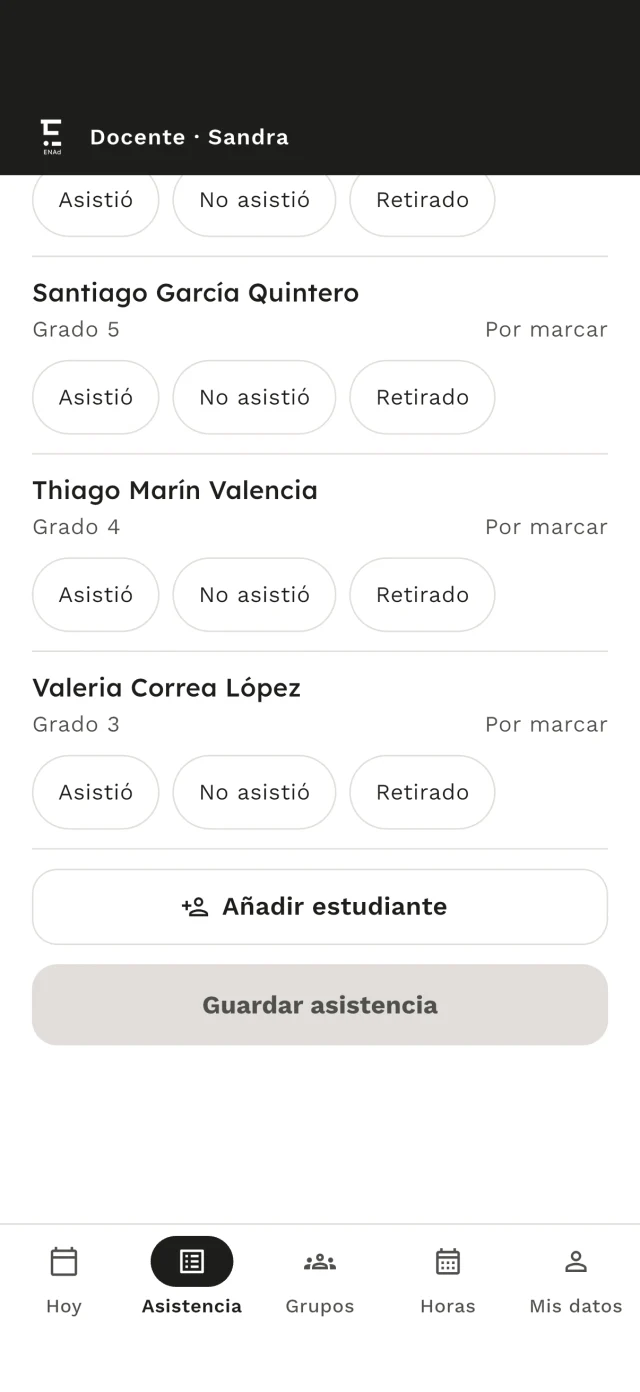 ENAd
Docente · Sandra
Asistió No asistió Retirado
Santiago García Quintero
Grado 5 Por marcar
Asistió No asistió Retirado
Thiago Marín Valencia
Grado 4 Por marcar
Asistió No asistió Retirado
Valeria Correa López
Grado 3 Por marcar
Asistió No asistió Retirado
Añadir estudiante
Guardar asistencia
Hoy Asistencia Grupos Horas Mis datos